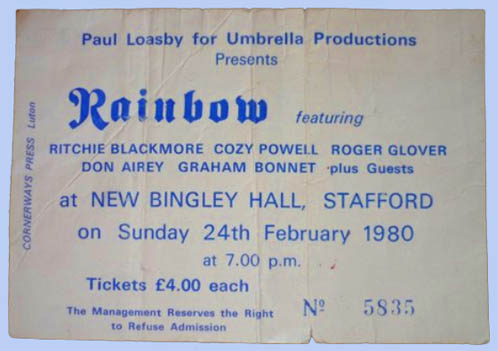 Paul Loasby for Umbrella Productions
Presents
Rainbow featuring
RITCHIE BLACKMORE COZY POWELL ROGER GLOVER
DON AIREY GRAHAM BONNET plus Guests
at NEW BINGLEY HALL, STAFFORD
on Sunday 24th February 1980
at 7.00 p.m.
Tickets £4.00 each
The Management Reserves the Right
to Refuse Admission
Nº 5835
CORNERWAYS PRESS Luton